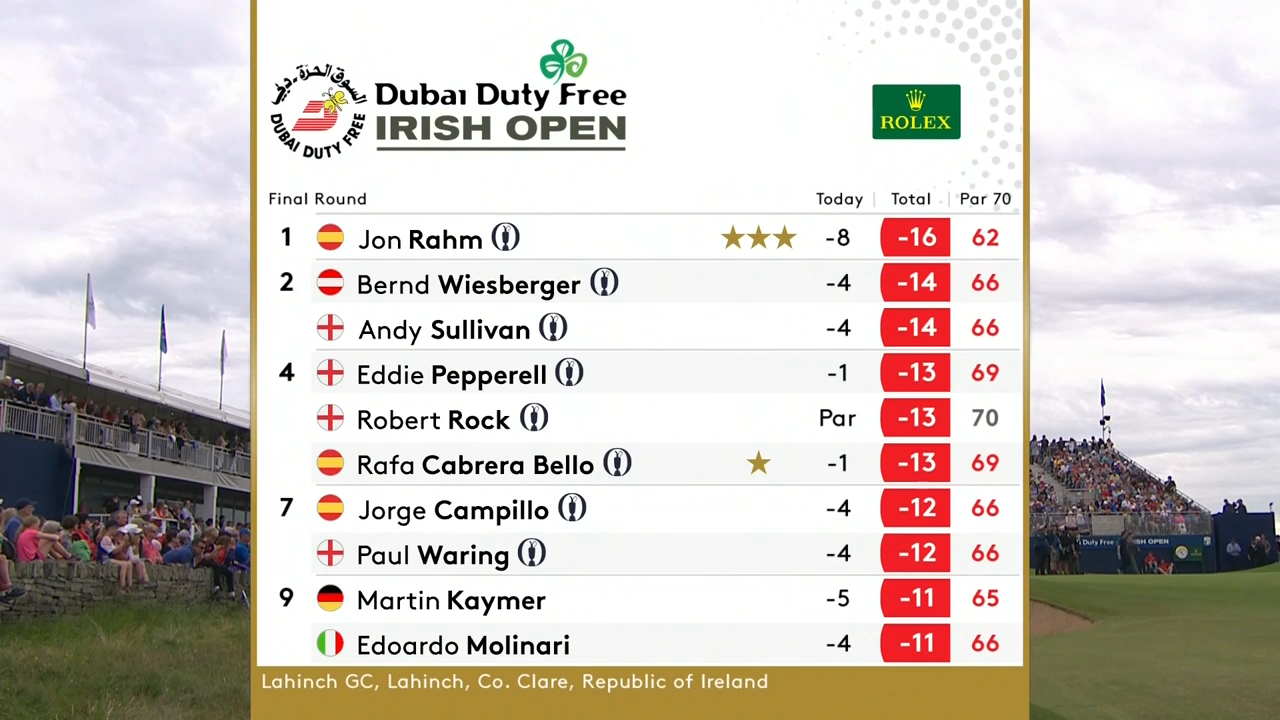 السوق الحرة - دبي
DUBAI DUTY FREE
Dubai Duty Free
IRISH OPEN
ROLEX
Final Round Today Total Par 70
1 Jon Rahm -8 -16 62
2 Bernd Wiesberger -4 -14 66
Andy Sullivan -4 -14 66
4 Eddie Pepperell -1 -13 69
Robert Rock Par -13 70
Rafa Cabrera Bello -1 -13 69
7 Jorge Campillo -4 -12 66
Paul Waring -4 -12 66
9 Martin Kaymer -5 -11 65
Edoardo Molinari -4 -11 66
Lahinch GC, Lahinch, Co. Clare, Republic of Ireland
Duty Free
ISH OPEN